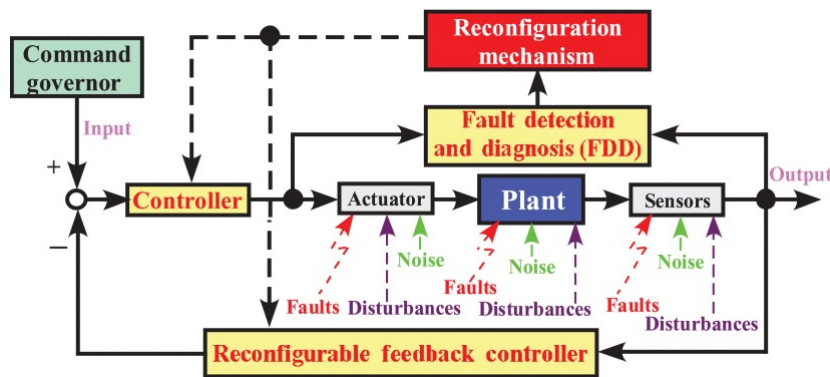 Reconfiguration
mechanism
Command
governor
Input
Fault detection
and diagnosis (FDD)
Output
+
Controller
Actuator
Plant
Sensors
−
Noise
Noise
Noise
Faults
Faults
Faults
Disturbances
Disturbances
Disturbances
Reconfigurable feedback controller